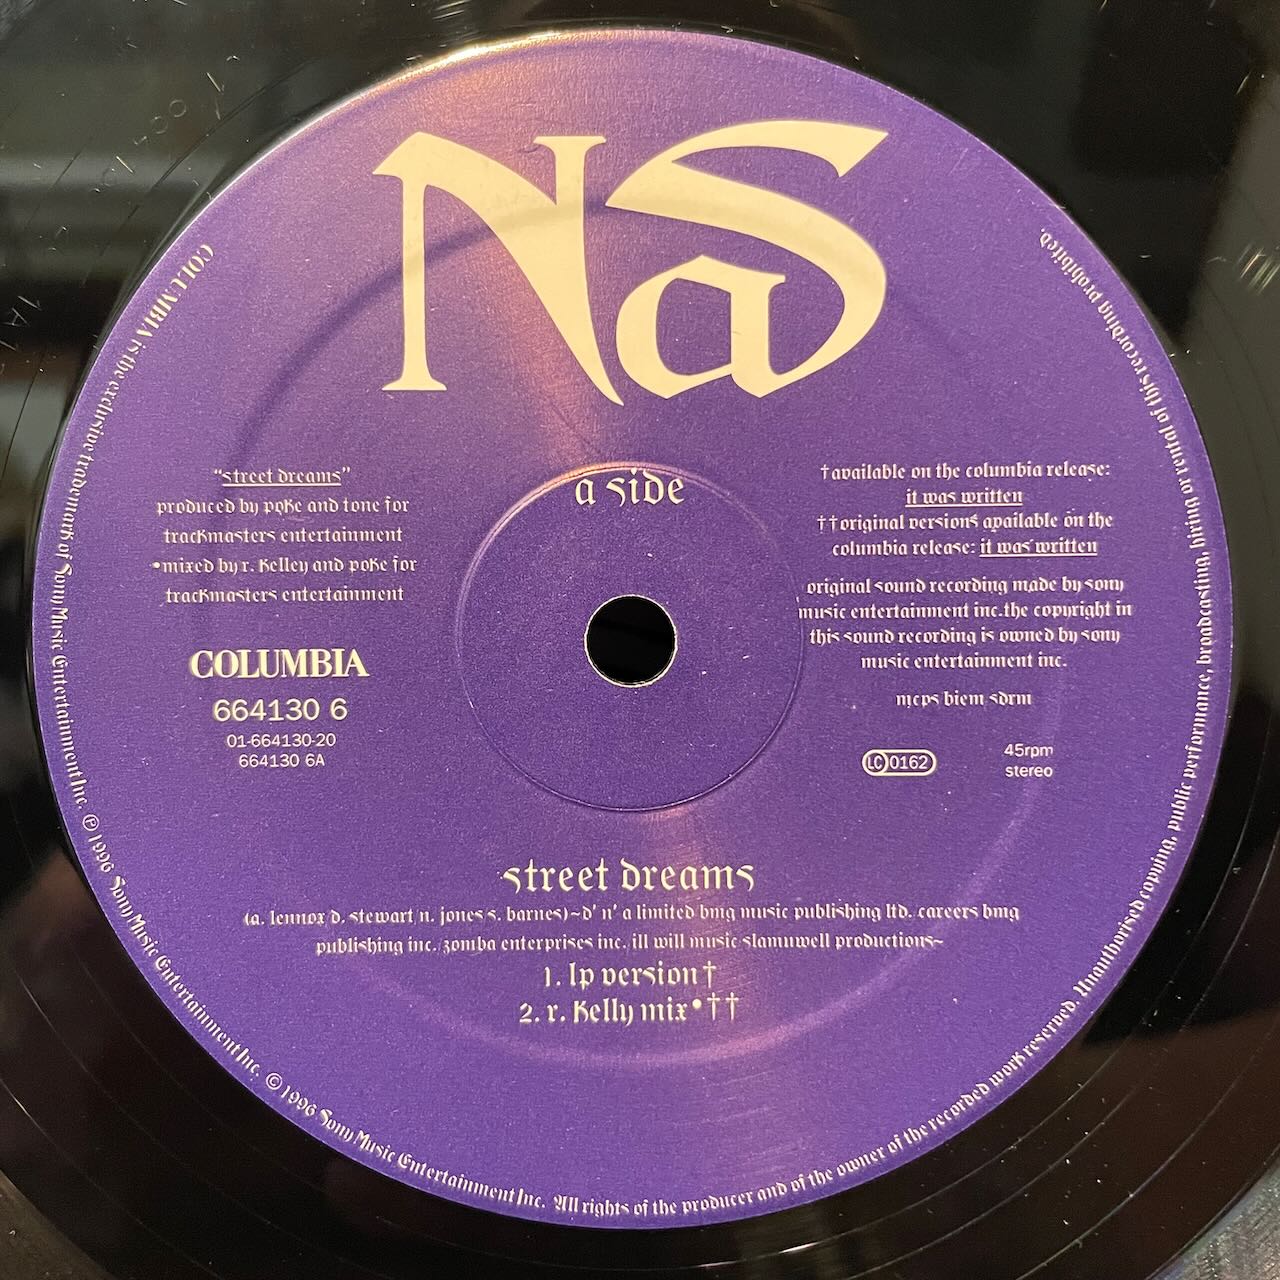 Nas
a side
"street dreams"
produced by poke and tone for
trackmasters entertainment
•mixed by r. kelley and poke for
trackmasters entertainment
COLUMBIA
664130 6
01-664130-20
664130 6A
†available on the columbia release:
it was written
††original versions available on the
columbia release: it was written
original sound recording made by sony
music entertainment inc.the copyright in
this sound recording is owned by sony
music entertainment inc.
mcps biem sdrm
LC 0162
45rpm
stereo
street dreams
(a. lennox/d. stewart/n. jones/s. barnes)~d' n' a limited/bmg music publishing ltd. careers bmg
publishing inc./zomba enterprises inc./ill will music/slamuwell productions~
1. lp version†
2. r. kelly mix•††
COLUMBIA is the exclusive trademark of Sony Music Entertainment Inc. ℗ 1996 Sony Music Entertainment Inc. © 1996 Sony Music Entertainment Inc. All rights of the producer and of the owner of the recorded work reserved. Unauthorised copying, public performance, broadcasting, hiring or rental of this recording prohibited.